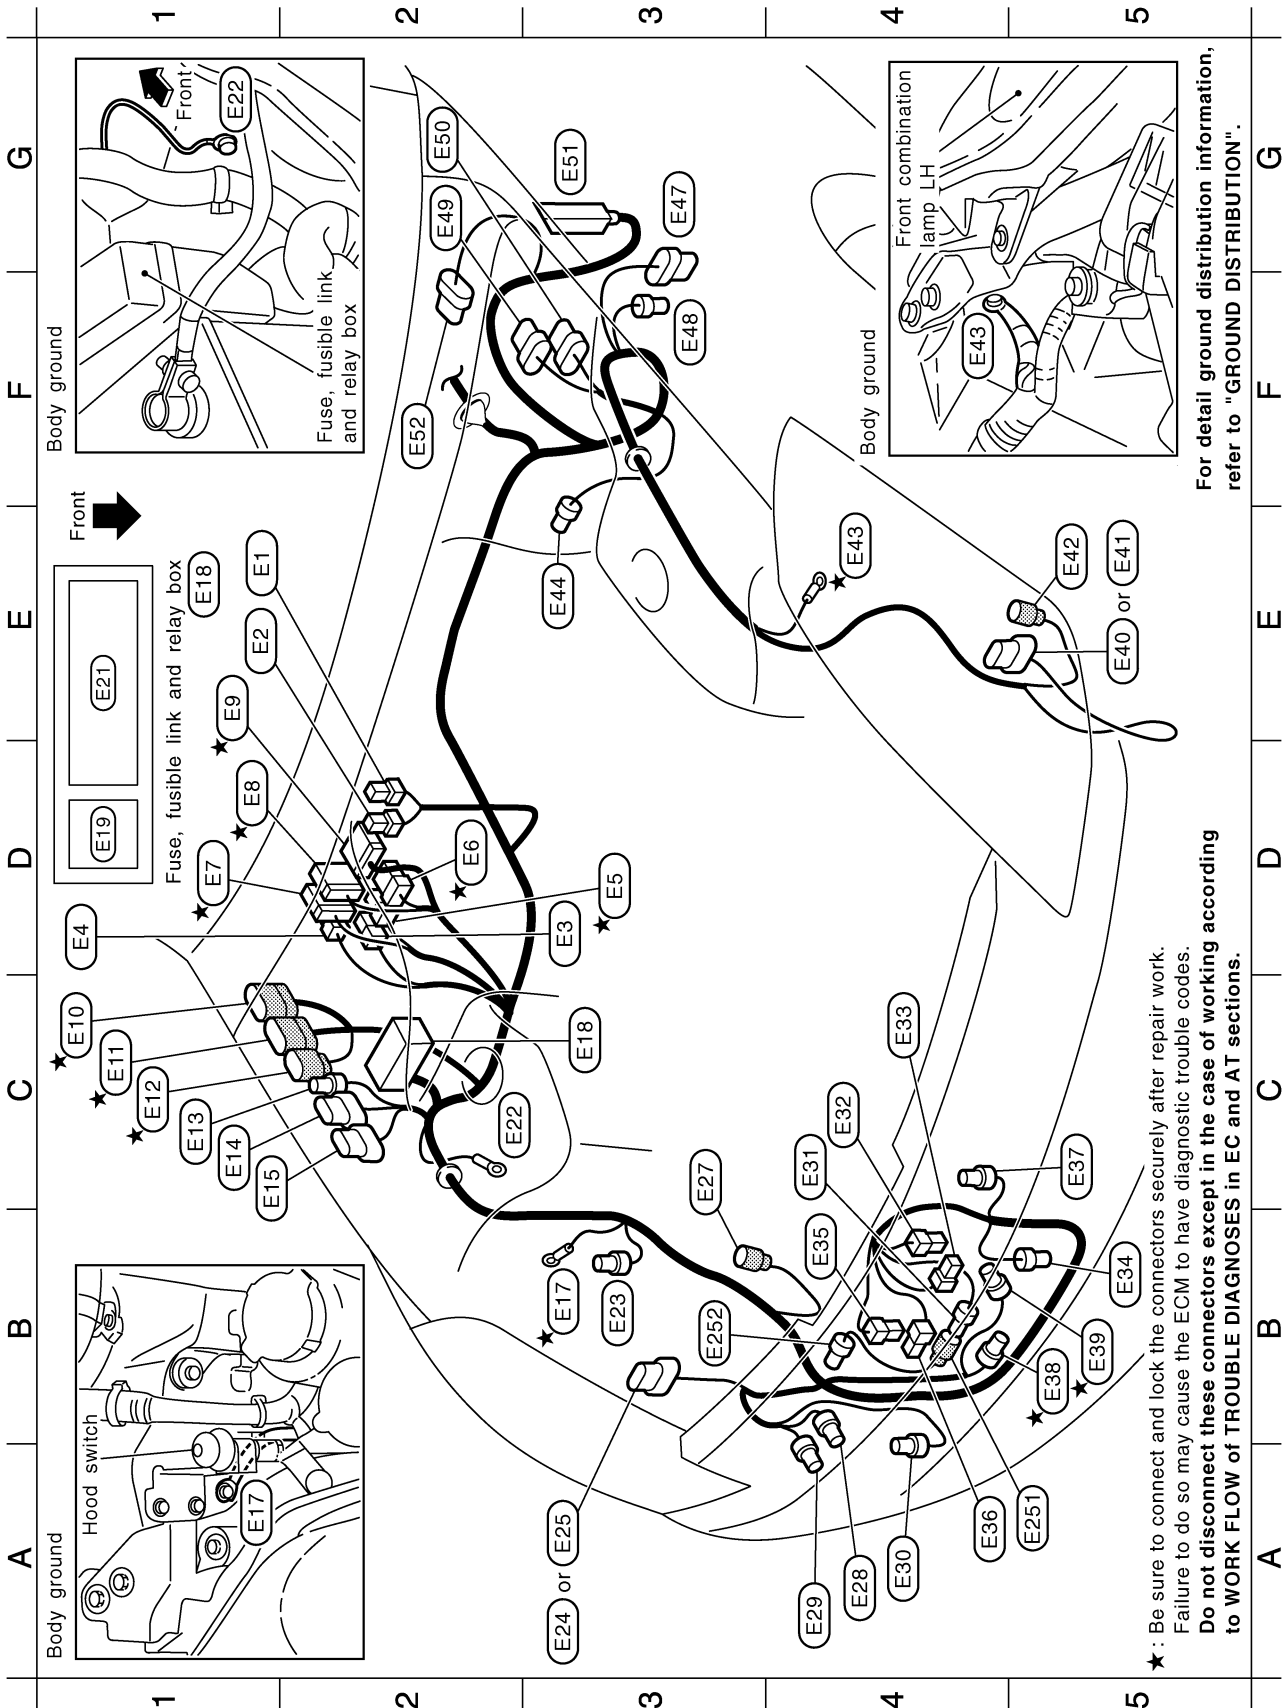 1
2
3
4
5
G
F
E
D
C
B
A
Body ground
Front
E22
Fuse, fusible link
and relay box
Front
E21
E19
Fuse, fusible link and relay box
E18
E1
E2
E9
★
E8
★
E7
★
E4
E10
★
E11
★
E12
★
E13
E14
E15
E6
★
E5
★
E3
E18
E22
E50
E49
E51
E47
E48
E52
E44
E43
★
E42
E40 or E41
Body ground
Front combination
lamp LH
E43
For detail ground distribution information,
refer to "GROUND DISTRIBUTION".
Body ground
Hood switch
E17
E17
★
E23
E24 or E25
E27
E252
E35
E31
E32
E33
E37
E34
E39
★
E38
★
E29
E28
E30
E36
E251
★ : Be sure to connect and lock the connectors securely after repair work.
Failure to do so may cause the ECM to have diagnostic trouble codes.
Do not disconnect these connectors except in the case of working according
to WORK FLOW of TROUBLE DIAGNOSES in EC and AT sections.
G
F
E
D
C
B
A
1
2
3
4
5